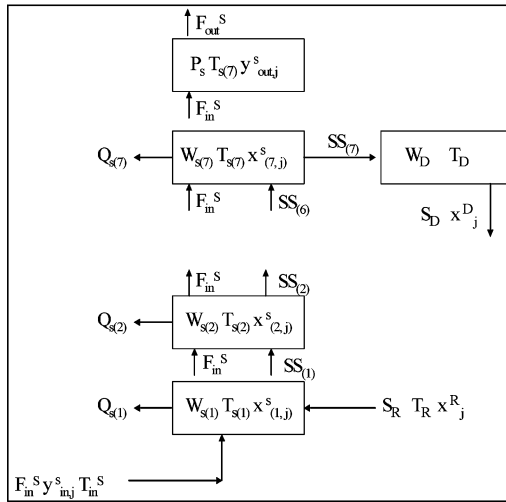 F_out^S
P_s T_s(7) y^s_out,j
F_in^S
Q_s(7) W_s(7) T_s(7) x^s_(7,j) SS_(7) W_D T_D
F_in^S SS_(6) S_D x^D_j
F_in^S SS_(2)
Q_s(2) W_s(2) T_s(2) x^s_(2,j)
F_in^S SS_(1)
Q_s(1) W_s(1) T_s(1) x^s_(1,j) S_R T_R x^R_j
F_in^S y^s_in,j T_in^S